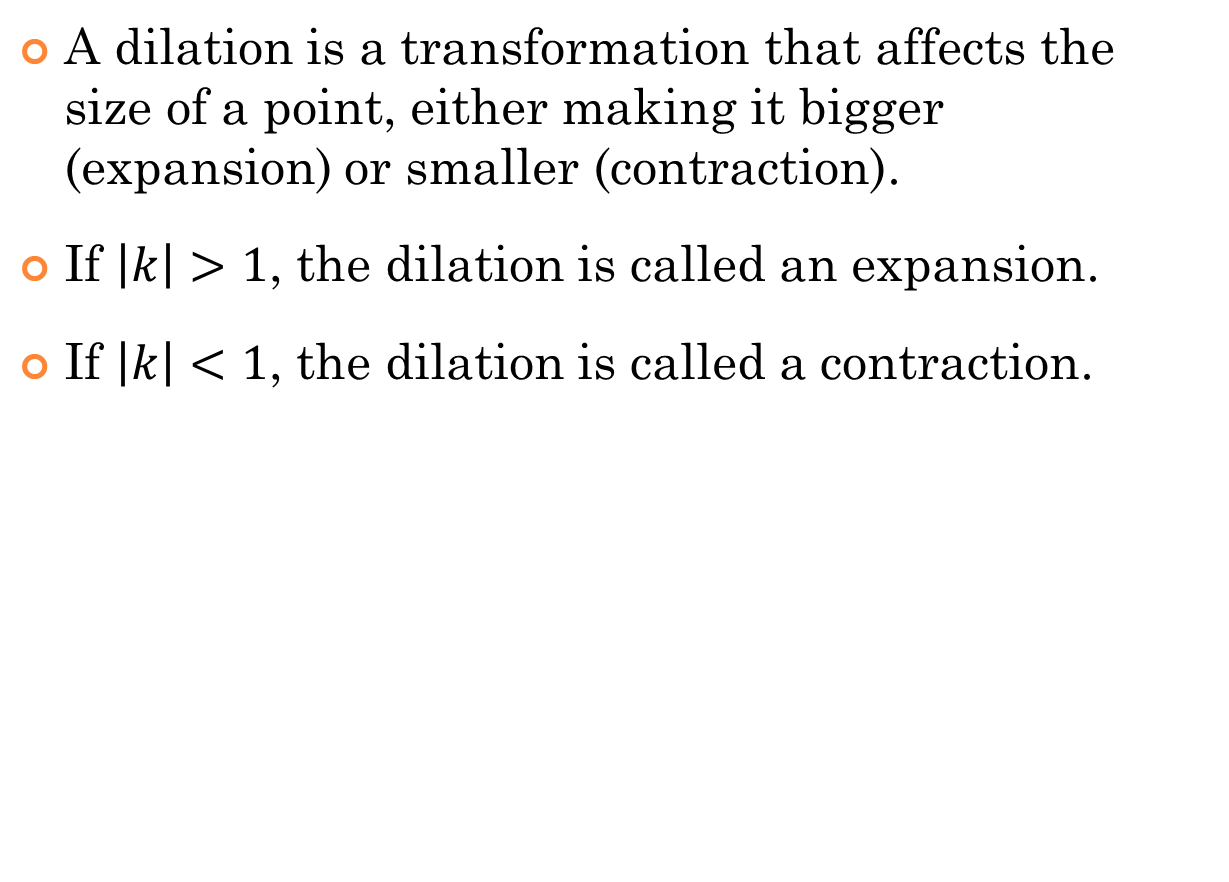 A dilation is a transformation that affects the
size of a point, either making it bigger
(expansion) or smaller (contraction).
If |k| > 1, the dilation is called an expansion.
If |k| < 1, the dilation is called a contraction.